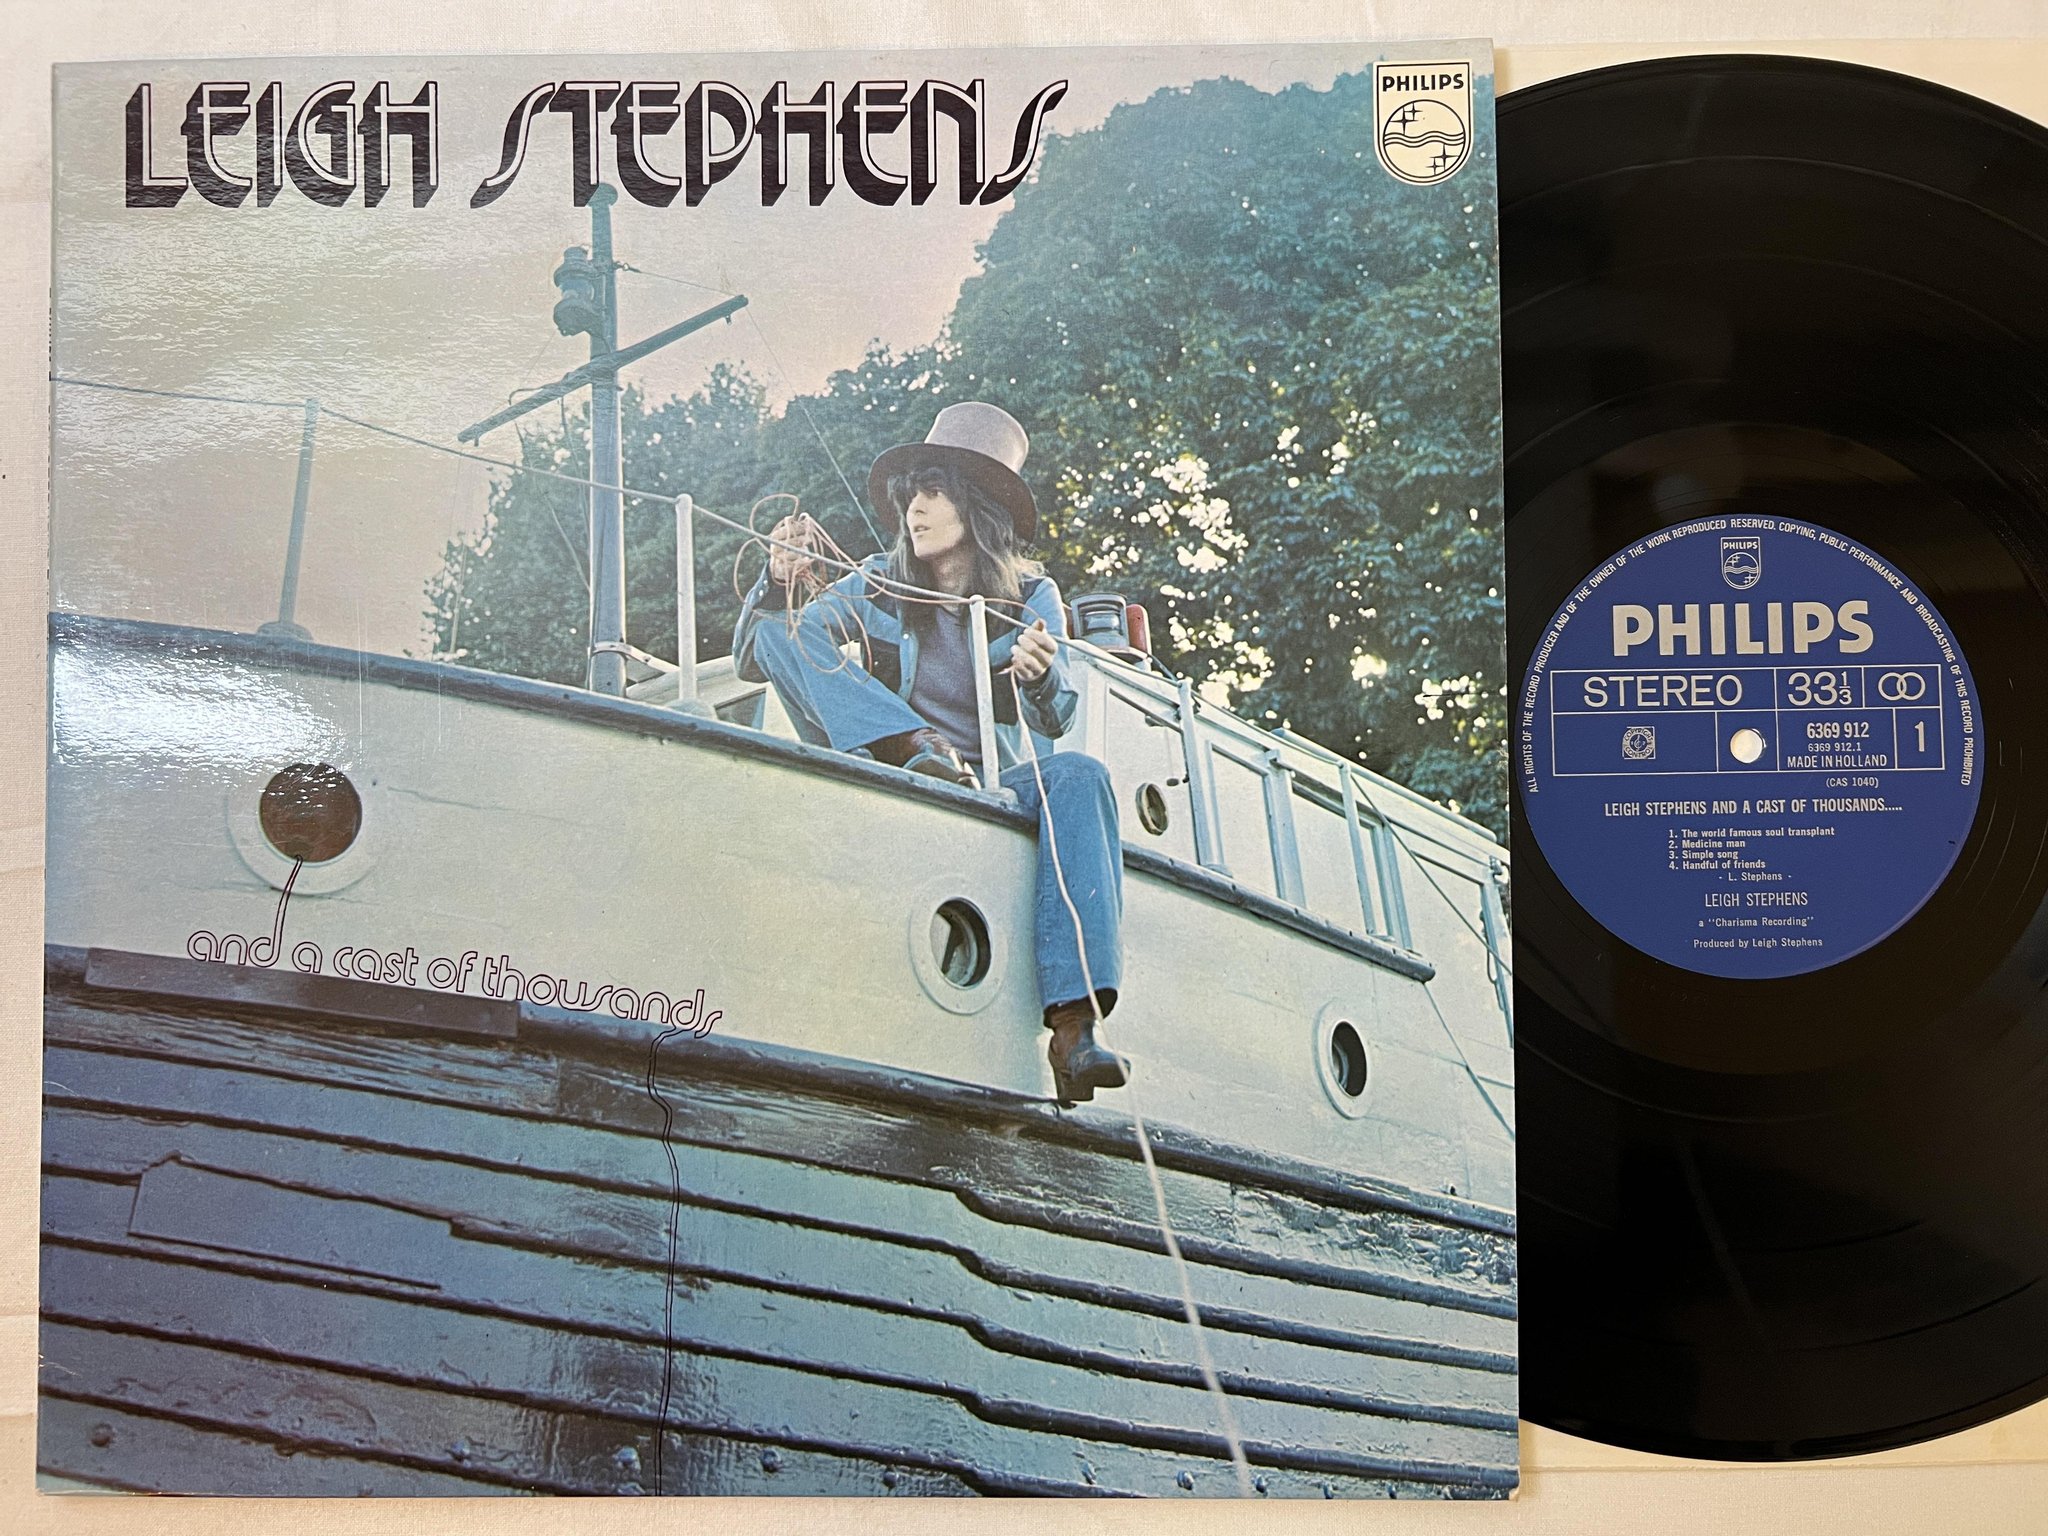 LEIGH STEPHENS
PHILIPS
and a cast of thousands
ALL RIGHTS OF THE RECORD PRODUCER AND OF THE OWNER OF THE WORK REPRODUCED RESERVED. COPYING, PUBLIC PERFORMANCE AND BROADCASTING OF THIS RECORD PROHIBITED
PHILIPS
PHILIPS
STEREO 33 1/3
6369 912
6369 912.1
MADE IN HOLLAND
1
(CAS 1040)
LEIGH STEPHENS AND A CAST OF THOUSANDS.....
1. The world famous soul transplant
2. Medicine man
3. Simple song
4. Handful of friends
- L. Stephens -
LEIGH STEPHENS
a "Charisma Recording"
Produced by Leigh Stephens